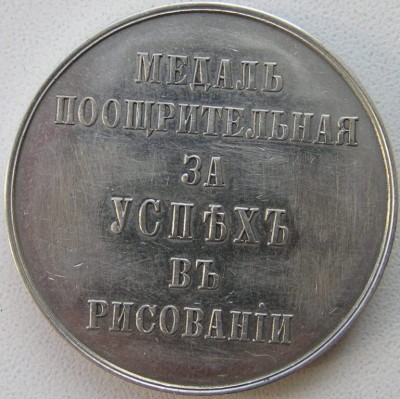 МЕДАЛЬ
ПООЩРИТЕЛЬНАЯ
ЗА
УСПѢХЪ
ВЪ
РИСОВАНІИ